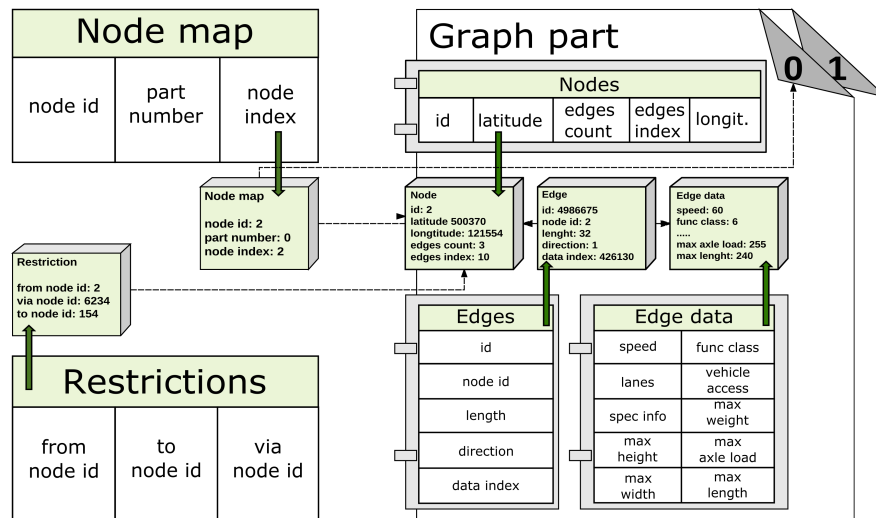 Node map
node id
part
number
node
index
Graph part
0
1
Nodes
id
latitude
edges
count
edges
index
longit.
Node map
node id: 2
part number: 0
node index: 2
Node
id: 2
latitude 500370
longtitude: 121554
edges count: 3
edges index: 10
Edge
id: 4986675
node id: 2
lenght: 32
direction: 1
data index: 426130
Edge data
speed: 60
func class: 6
.....
max axle load: 255
max lenght: 240
Restriction
from node id: 2
via node id: 6234
to node id: 154
Restrictions
from
node id
to
node id
via
node id
Edges
id
node id
length
direction
data index
Edge data
speed
func class
lanes
vehicle
access
spec info
max
weight
max
height
max
axle load
max
width
max
length